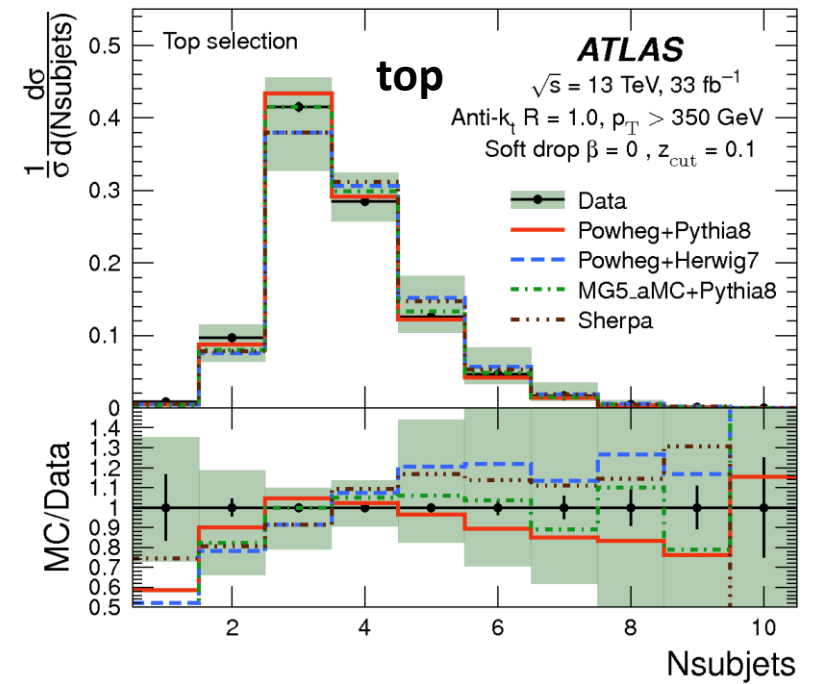 Top selection
top
ATLAS
√s = 13 TeV, 33 fb⁻¹
Anti-kₜ R = 1.0, p_T > 350 GeV
Soft drop β = 0 , z_cut = 0.1
Data
Powheg+Pythia8
Powheg+Herwig7
MG5_aMC+Pythia8
Sherpa
1/σ dσ/d(Nsubjets)
0.5
0.4
0.3
0.2
0.1
0
MC/Data
1.4
1.3
1.2
1.1
1
0.9
0.8
0.7
0.6
0.5
2 4 6 8 10
Nsubjets